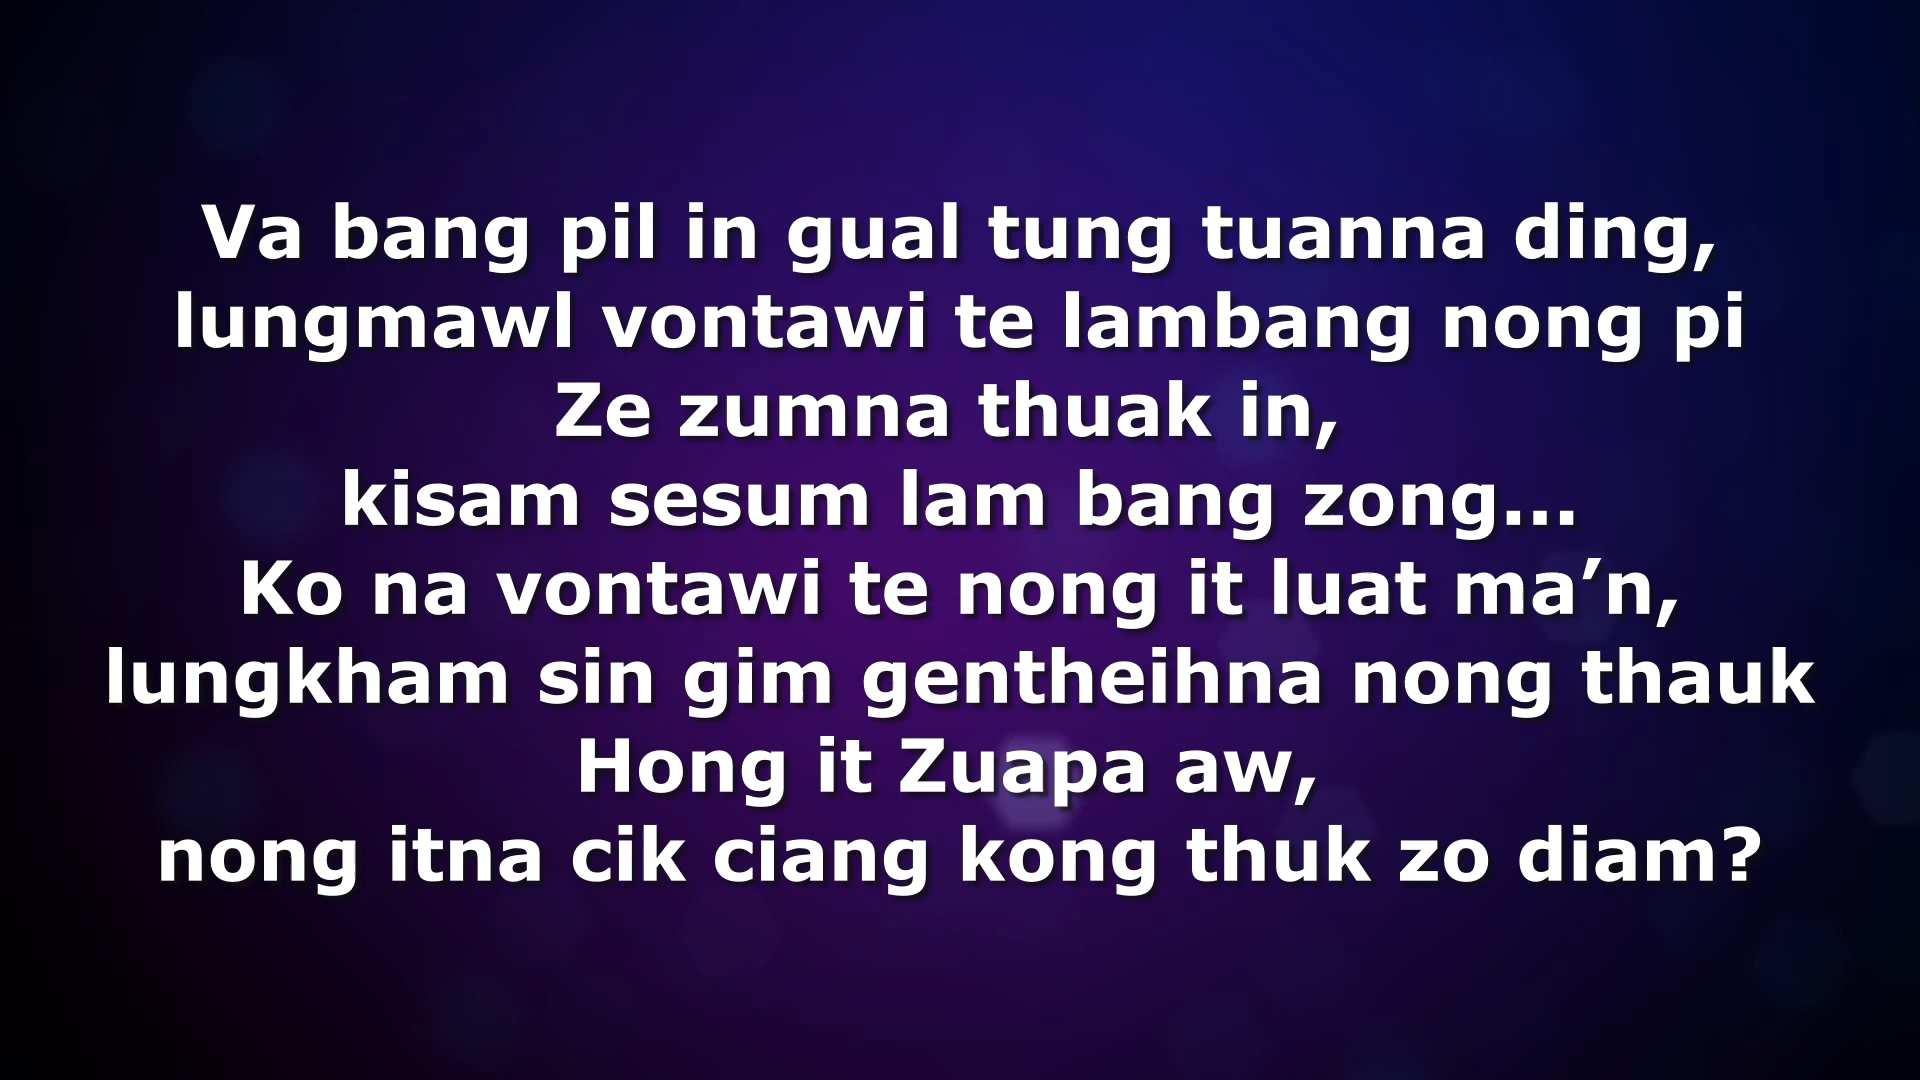 Va bang pil in gual tung tuanna ding,
lungmawl vontawi te lambang nong pi
Ze zumna thuak in,
kisam sesum lam bang zong...
Ko na vontawi te nong it luat ma’n,
lungkham sin gim gentheihna nong thauk
Hong it Zuapa aw,
nong itna cik ciang kong thuk zo diam?